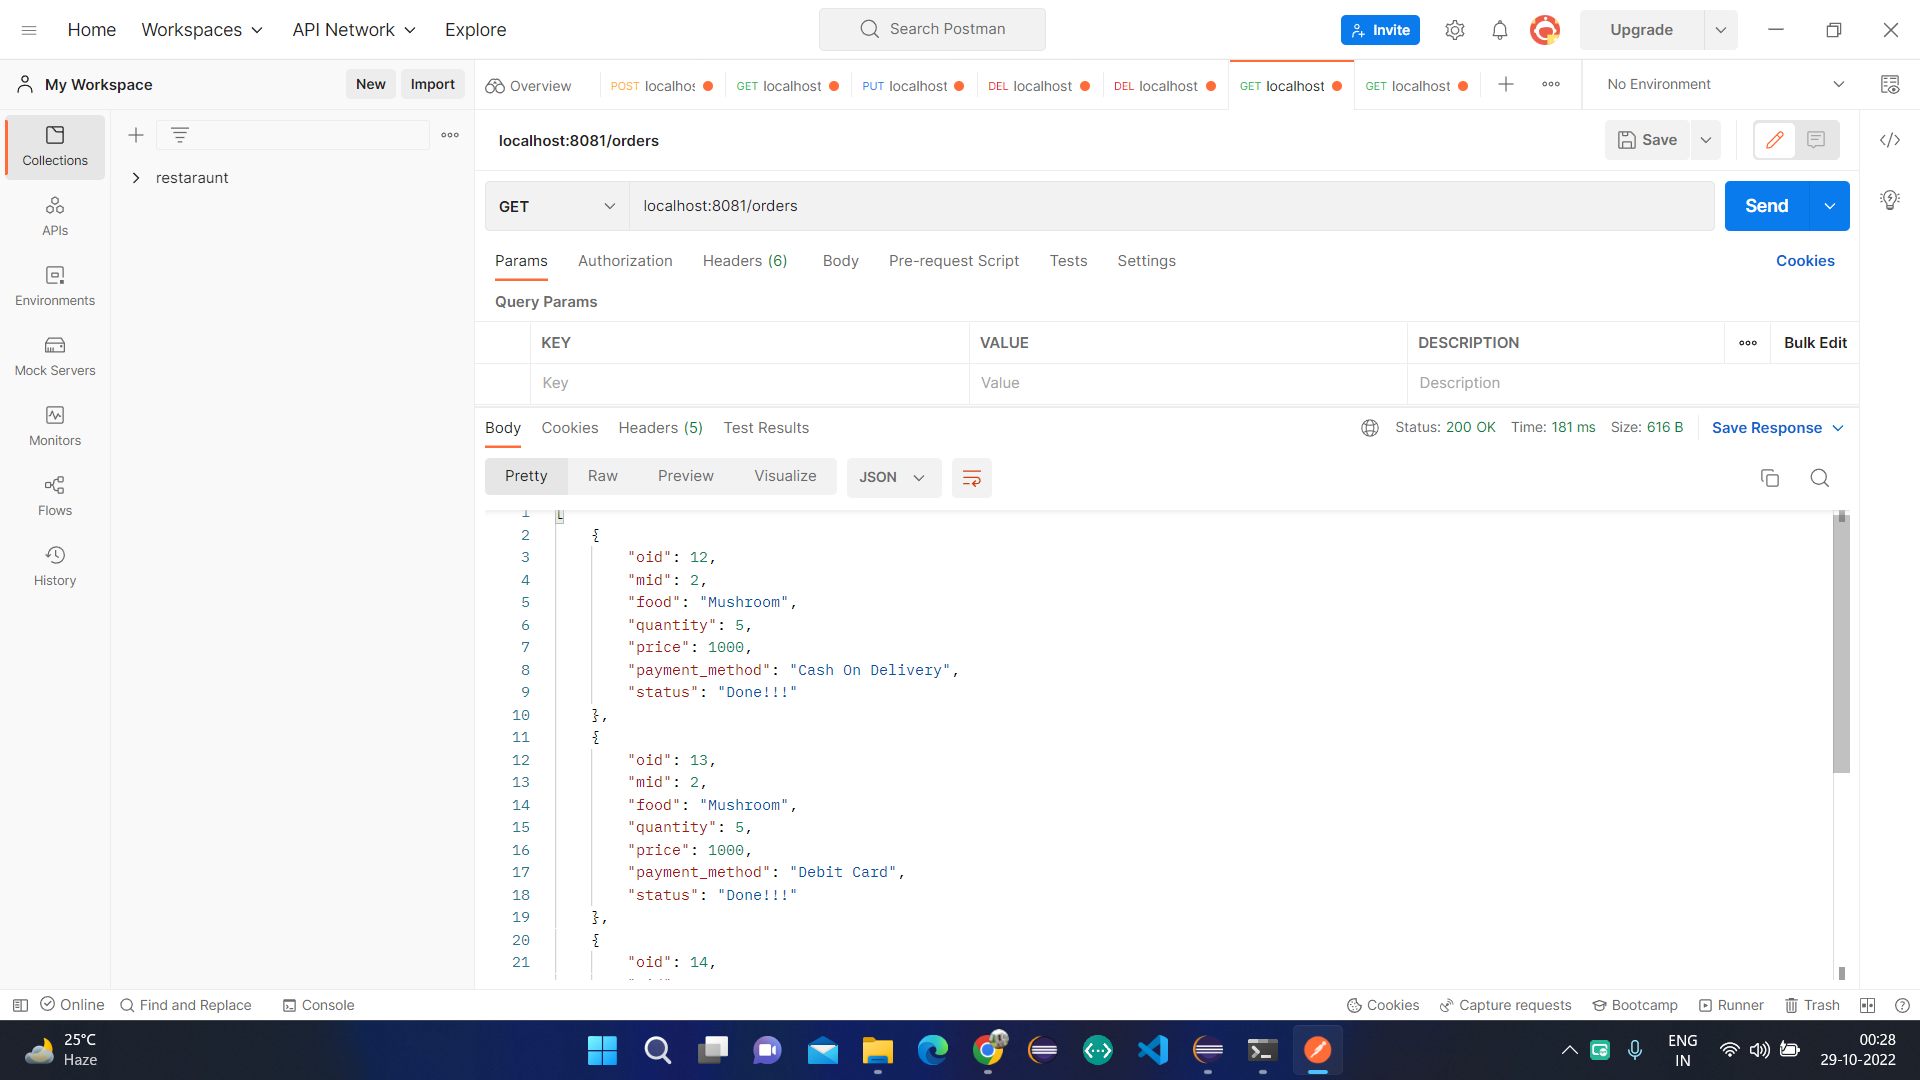 Home
Workspaces
API Network
Explore
Search Postman
Invite
Upgrade
My Workspace
New
Import
Overview
POST localhos
GET localhost
PUT localhost
DEL localhost
DEL localhost
GET localhost
GET localhost
No Environment
Collections
APIs
Environments
Mock Servers
Monitors
Flows
History
restaraunt
localhost:8081/orders
Save
GET
localhost:8081/orders
Send
Params
Authorization
Headers (6)
Body
Pre-request Script
Tests
Settings
Cookies
Query Params
KEY
VALUE
DESCRIPTION
Bulk Edit
Key
Value
Description
Body
Cookies
Headers (5)
Test Results
Status: 200 OK
Time: 181 ms
Size: 616 B
Save Response
Pretty
Raw
Preview
Visualize
JSON
1 [
2 {
3 "oid": 12,
4 "mid": 2,
5 "food": "Mushroom",
6 "quantity": 5,
7 "price": 1000,
8 "payment_method": "Cash On Delivery",
9 "status": "Done!!!"
10 },
11 {
12 "oid": 13,
13 "mid": 2,
14 "food": "Mushroom",
15 "quantity": 5,
16 "price": 1000,
17 "payment_method": "Debit Card",
18 "status": "Done!!!"
19 },
20 {
21 "oid": 14,
Online
Find and Replace
Console
Cookies
Capture requests
Bootcamp
Runner
Trash
25°C
Haze
ENG
IN
00:28
29-10-2022